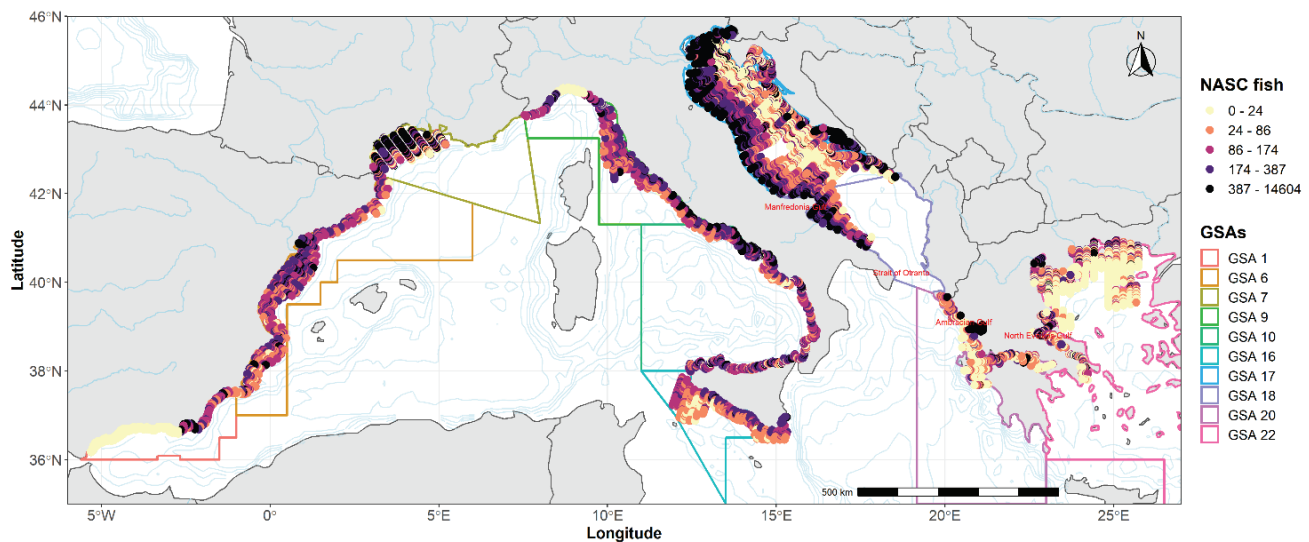 46°N
44°N
42°N
40°N
38°N
36°N
Latitude
5°W
0°
5°E
10°E
15°E
20°E
25°E
Longitude
N
Strait of Otranto
500 km
NASC fish
0 - 24
24 - 86
86 - 174
174 - 387
387 - 14604
GSAs
GSA 1
GSA 6
GSA 7
GSA 9
GSA 10
GSA 16
GSA 17
GSA 18
GSA 20
GSA 22
Manfredonia
Gulf
North
Gulf